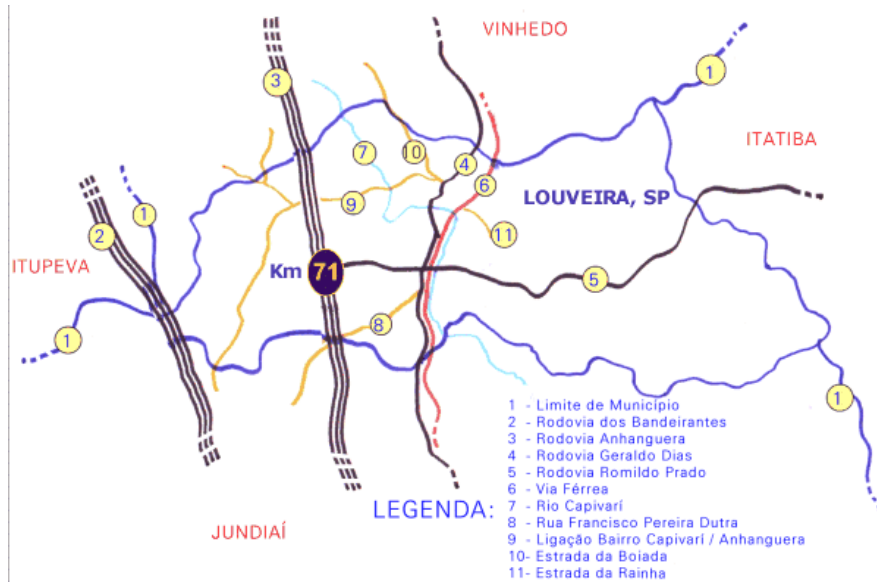 VINHEDO
3
1
ITATIBA
7
10
4
6
9
LOUVEIRA, SP
1
2
11
ITUPEVA
Km 71
5
8
1
1
1 - Limite de Município
2 - Rodovia dos Bandeirantes
3 - Rodovia Anhanguera
4 - Rodovia Geraldo Dias
5 - Rodovia Romildo Prado
6 - Via Férrea
LEGENDA: 7 - Rio Capivarí
8 - Rua Francisco Pereira Dutra
9 - Ligação Bairro Capivarí / Anhanguera
10- Estrada da Boiada
11- Estrada da Rainha
JUNDIAÍ